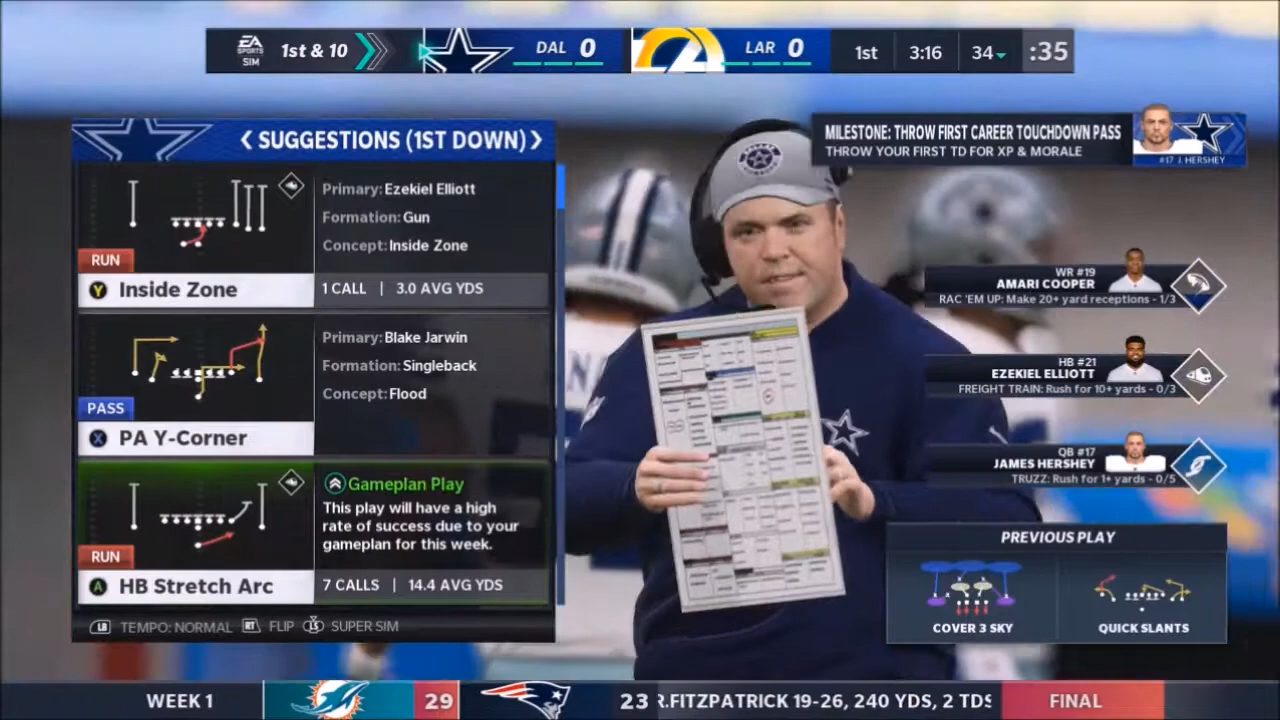 EA
SPORTS
SIM
1st & 10
DAL 0
LAR 0
1st
3:16
34
:35
SUGGESTIONS (1ST DOWN)
MILESTONE: THROW FIRST CAREER TOUCHDOWN PASS
THROW YOUR FIRST TD FOR XP & MORALE
#17 J. HERSHEY
Primary: Ezekiel Elliott
Formation: Gun
Concept: Inside Zone
RUN
Y Inside Zone
1 CALL | 3.0 AVG YDS
Primary: Blake Jarwin
Formation: Singleback
Concept: Flood
PASS
X PA Y-Corner
Gameplan Play
This play will have a high
rate of success due to your
gameplan for this week.
RUN
A HB Stretch Arc
7 CALLS | 14.4 AVG YDS
LB TEMPO: NORMAL RT FLIP LS SUPER SIM
WR #19
AMARI COOPER
RAC 'EM UP: Make 20+ yard receptions - 1/3
HB #21
EZEKIEL ELLIOTT
FREIGHT TRAIN: Rush for 10+ yards - 0/3
QB #17
JAMES HERSHEY
TRUZZ: Rush for 1+ yards - 0/5
PREVIOUS PLAY
COVER 3 SKY
QUICK SLANTS
WEEK 1
29
23
R.FITZPATRICK 19-26, 240 YDS, 2 TDS
FINAL